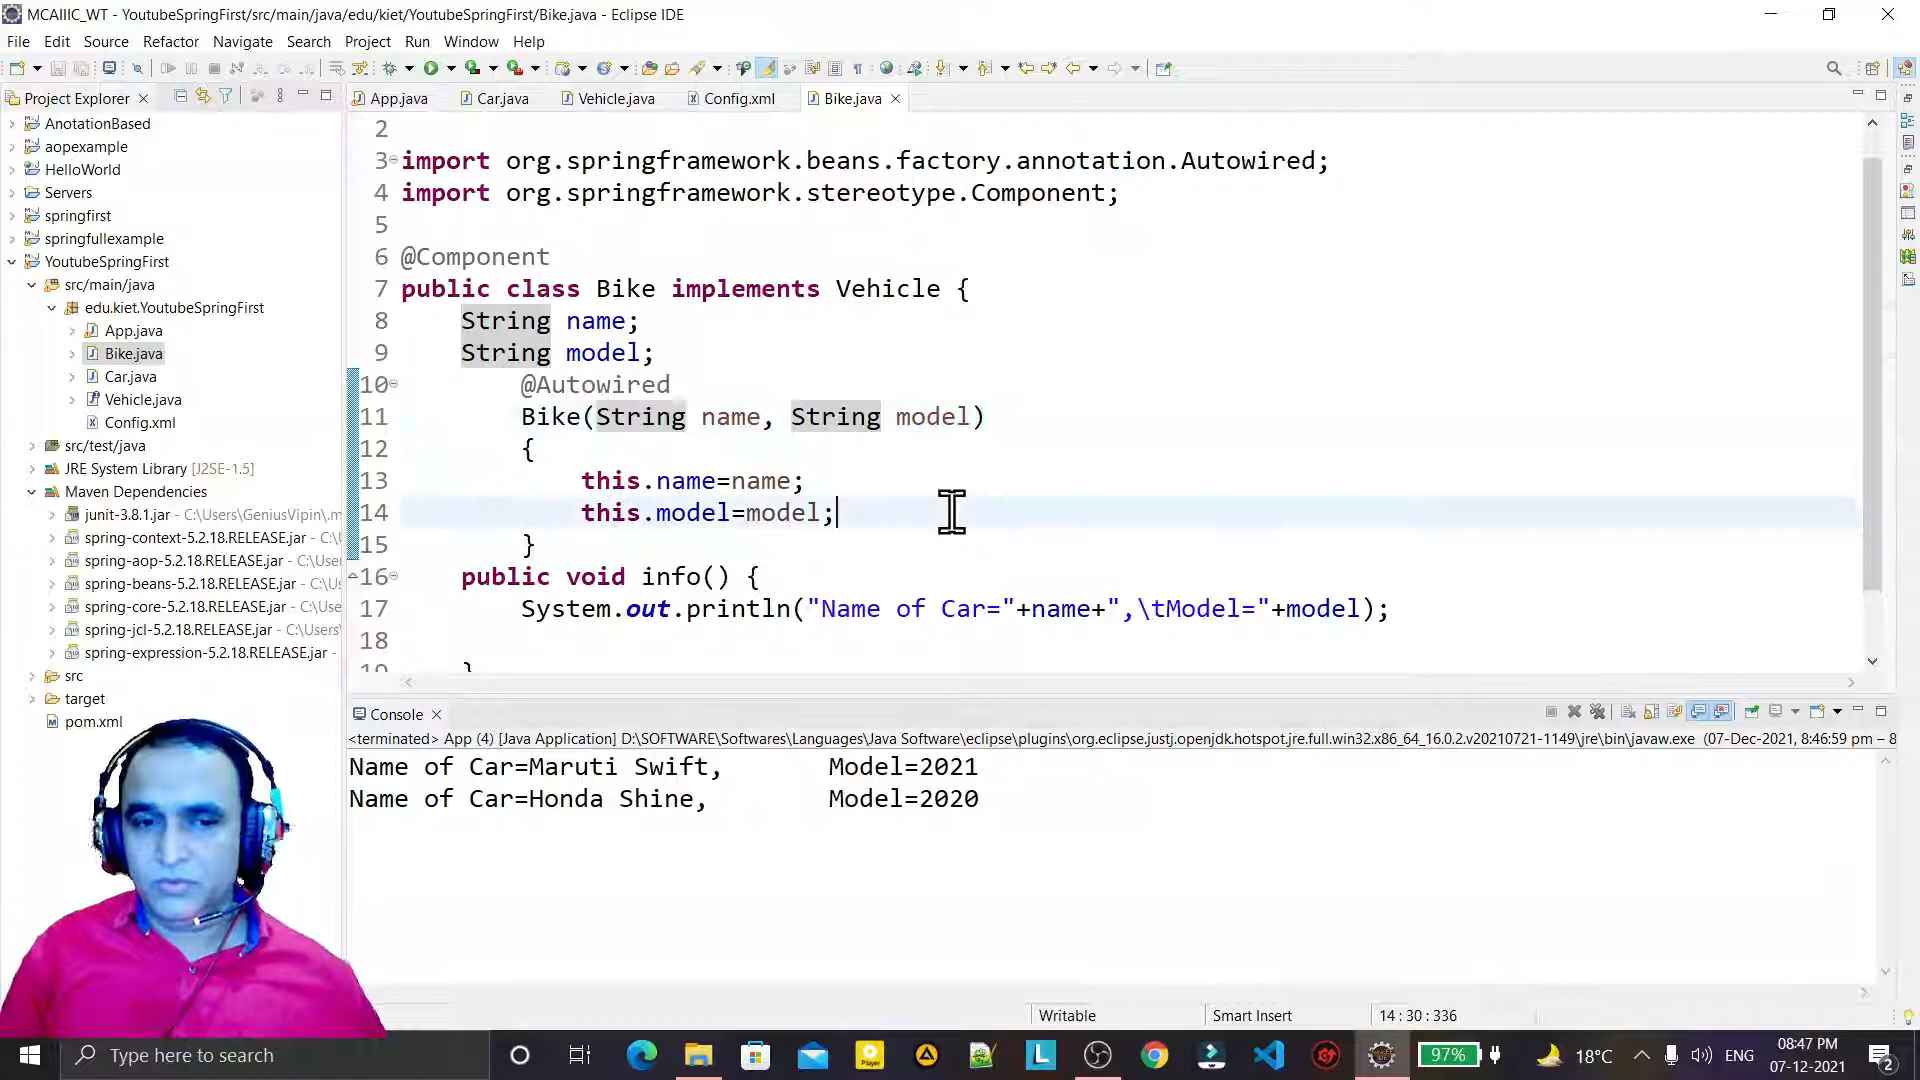 MCAIIIC_WT - YoutubeSpringFirst/src/main/java/edu/kiet/YoutubeSpringFirst/Bike.java - Eclipse IDE
File Edit Source Refactor Navigate Search Project Run Window Help
Project Explorer
AnotationBased
aopexample
HelloWorld
Servers
springfirst
springfullexample
YoutubeSpringFirst
src/main/java
edu.kiet.YoutubeSpringFirst
App.java
Bike.java
Car.java
Vehicle.java
Config.xml
src/test/java
JRE System Library [J2SE-1.5]
Maven Dependencies
junit-3.8.1.jar - C:\Users\GeniusVipin\.m
spring-context-5.2.18.RELEASE.jar - C:\Us
spring-aop-5.2.18.RELEASE.jar - C:\Users
spring-beans-5.2.18.RELEASE.jar - C:\User
spring-core-5.2.18.RELEASE.jar - C:\Users
spring-jcl-5.2.18.RELEASE.jar - C:\Users\
spring-expression-5.2.18.RELEASE.jar -
src
target
pom.xml
App.java Car.java Vehicle.java Config.xml Bike.java
2
3 import org.springframework.beans.factory.annotation.Autowired;
4 import org.springframework.stereotype.Component;
5
6 @Component
7 public class Bike implements Vehicle {
8 String name;
9 String model;
10 @Autowired
11 Bike(String name, String model)
12 {
13 this.name=name;
14 this.model=model;
15 }
16 public void info() {
17 System.out.println("Name of Car="+name+",\tModel="+model);
18
19 }
Console
<terminated> App (4) [Java Application] D:\SOFTWARE\Softwares\Languages\Java Software\eclipse\plugins\org.eclipse.justj.openjdk.hotspot.jre.full.win32.x86_64_16.0.2.v20210721-1149\jre\bin\javaw.exe (07-Dec-2021, 8:46:59 pm – 8
Name of Car=Maruti Swift, Model=2021
Name of Car=Honda Shine, Model=2020
Writable Smart Insert 14 : 30 : 336
Type here to search
Player
L
97%
18°C
ENG
08:47 PM
07-12-2021
2